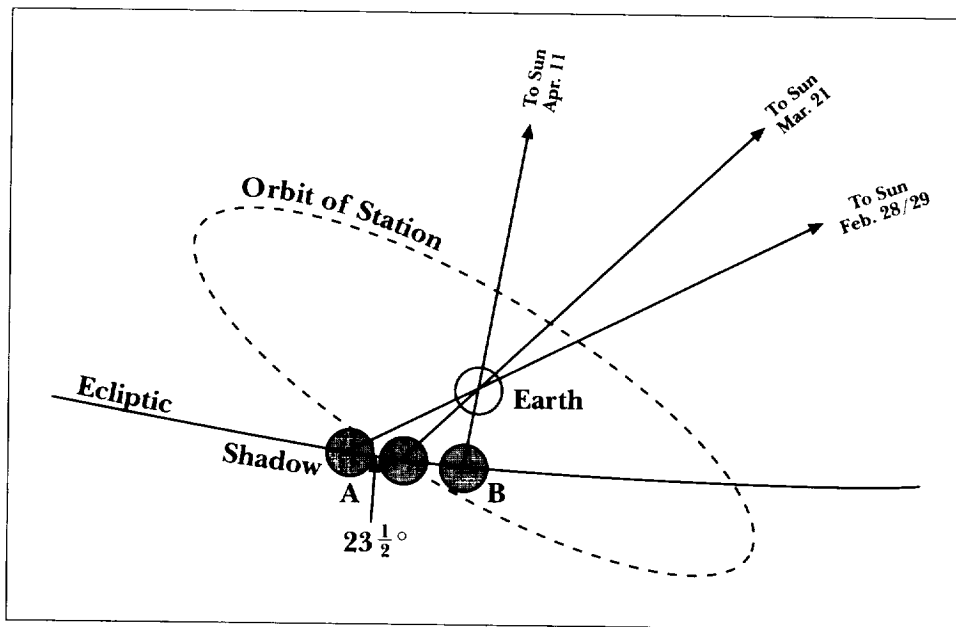 To Sun
Apr. 11
To Sun
Mar. 21
To Sun
Feb. 28/29
Orbit of Station
Earth
Ecliptic
Shadow
A
B
23 1/2 °